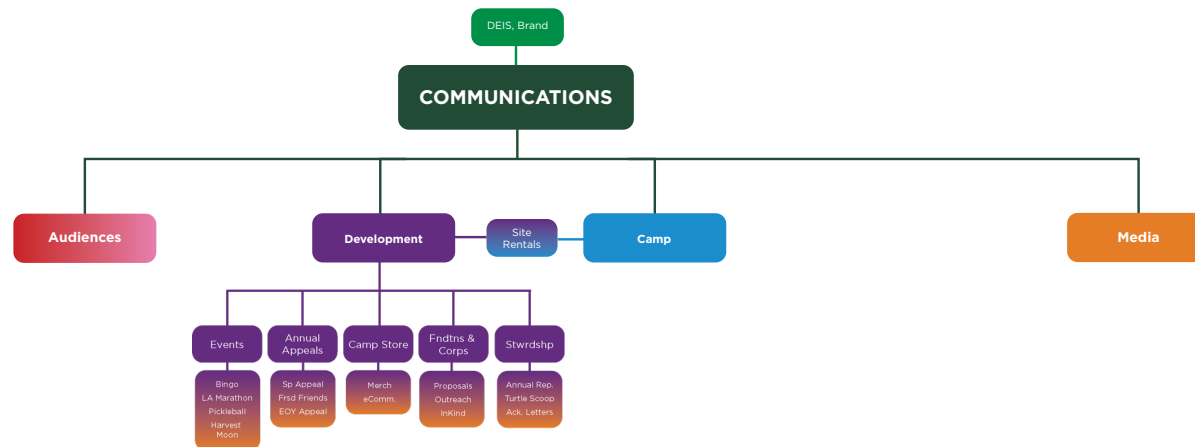 DEIS, Brand
COMMUNICATIONS
Audiences
Development
Site
Rentals
Camp
Media
Events
Annual
Appeals
Camp Store
Fndtns &
Corps
Stwrdshp
Bingo
LA Marathon
Pickleball
Harvest
Moon
Sp Appeal
Frsd Friends
EOY Appeal
Merch
eComm.
Proposals
Outreach
InKind
Annual Rep.
Turtle Scoop
Ack. Letters